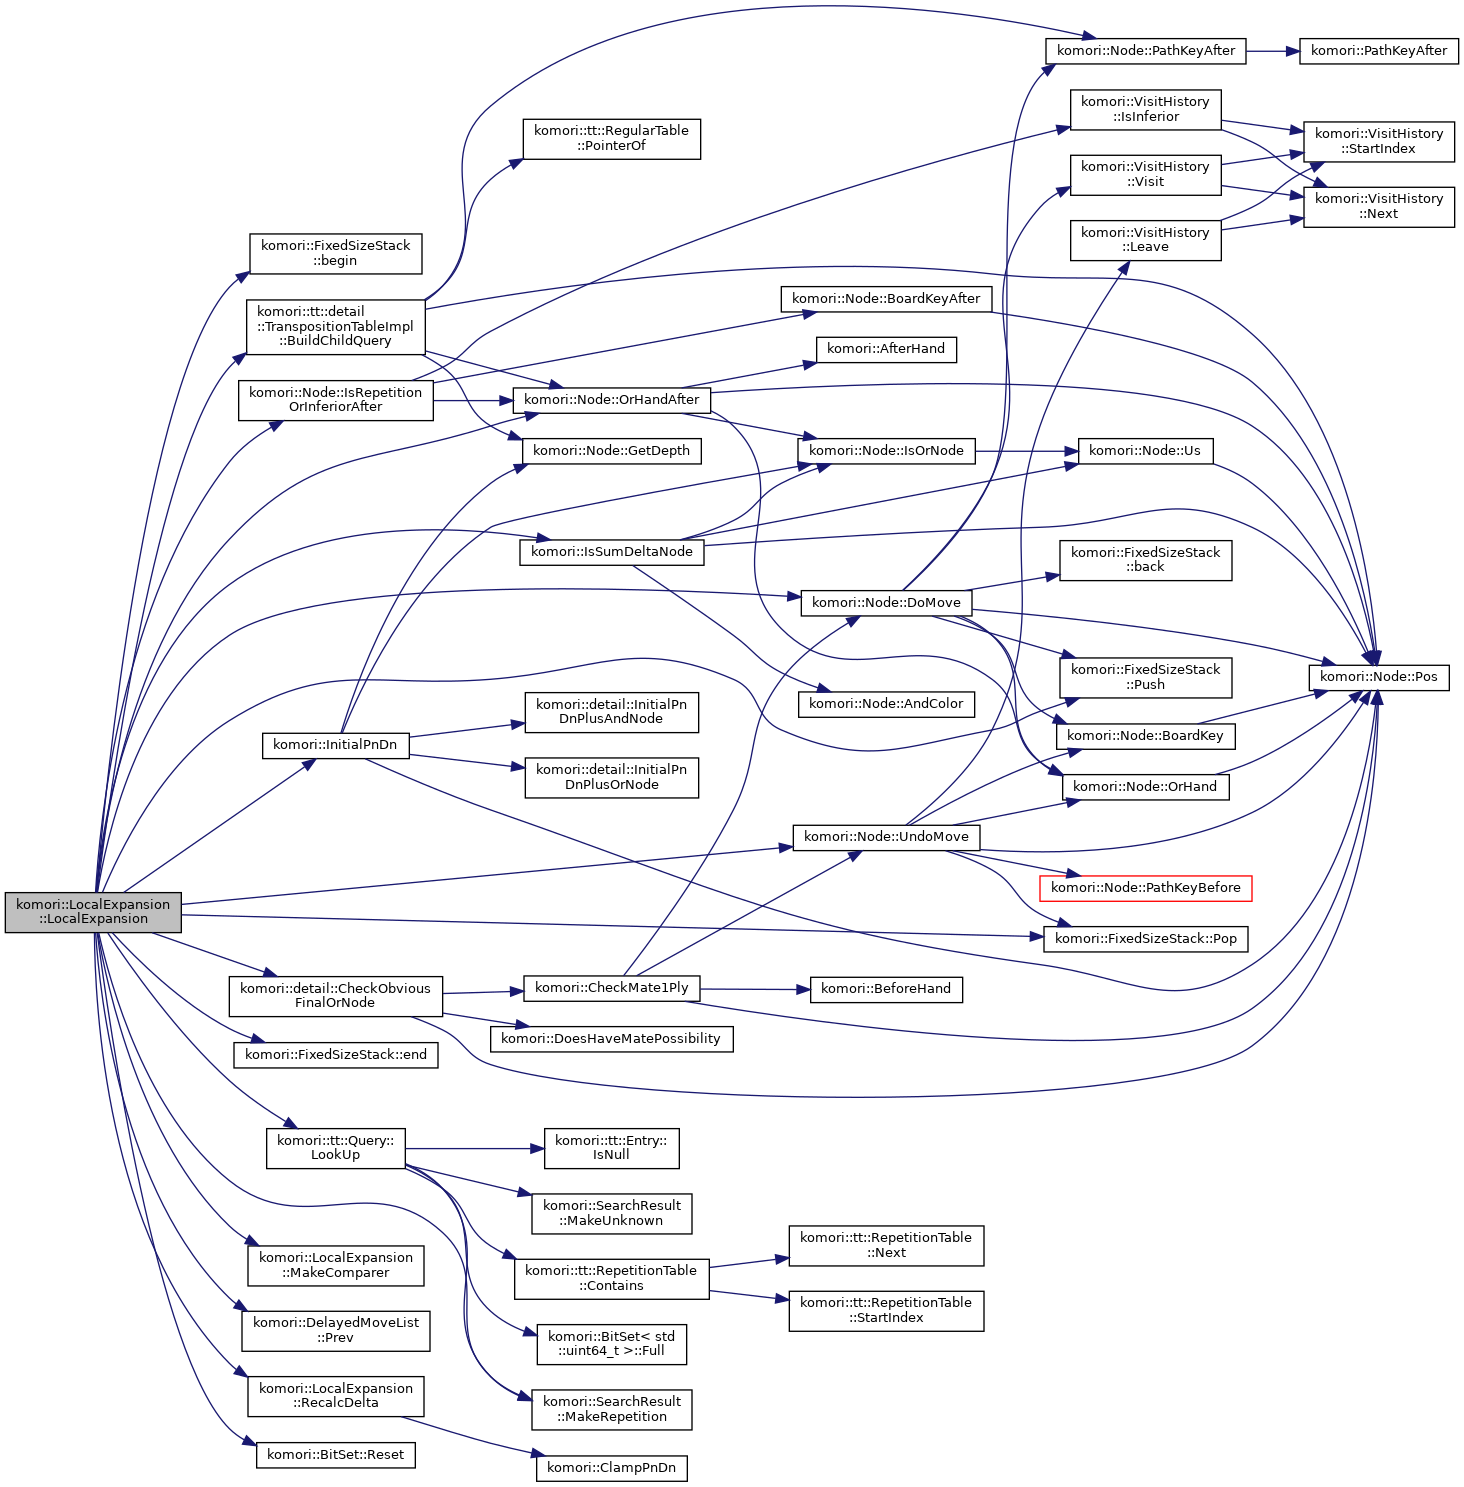 komori::Node::PathKeyAfter
komori::PathKeyAfter
komori::VisitHistory
::IsInferior
komori::tt::RegularTable
::PointerOf
komori::VisitHistory
::StartIndex
komori::VisitHistory
::Visit
komori::VisitHistory
::Next
komori::VisitHistory
::Leave
komori::FixedSizeStack
::begin
komori::Node::BoardKeyAfter
komori::tt::detail
::TranspositionTableImpl
::BuildChildQuery
komori::AfterHand
komori::Node::IsRepetition
OrInferiorAfter
komori::Node::OrHandAfter
komori::Node::GetDepth
komori::Node::IsOrNode
komori::Node::Us
komori::IsSumDeltaNode
komori::FixedSizeStack
::back
komori::Node::DoMove
komori::FixedSizeStack
::Push
komori::Node::Pos
komori::Node::AndColor
komori::detail::InitialPn
DnPlusAndNode
komori::Node::BoardKey
komori::InitialPnDn
komori::detail::InitialPn
DnPlusOrNode
komori::Node::OrHand
komori::Node::UndoMove
komori::Node::PathKeyBefore
komori::LocalExpansion
::LocalExpansion
komori::FixedSizeStack::Pop
komori::detail::CheckObvious
FinalOrNode
komori::CheckMate1Ply
komori::BeforeHand
komori::DoesHaveMatePossibility
komori::FixedSizeStack::end
komori::tt::Query::
LookUp
komori::tt::Entry::
IsNull
komori::SearchResult
::MakeUnknown
komori::tt::RepetitionTable
::Next
komori::LocalExpansion
::MakeComparer
komori::tt::RepetitionTable
::Contains
komori::tt::RepetitionTable
::StartIndex
komori::DelayedMoveList
::Prev
komori::BitSet< std
::uint64_t >::Full
komori::LocalExpansion
::RecalcDelta
komori::SearchResult
::MakeRepetition
komori::BitSet::Reset
komori::ClampPnDn